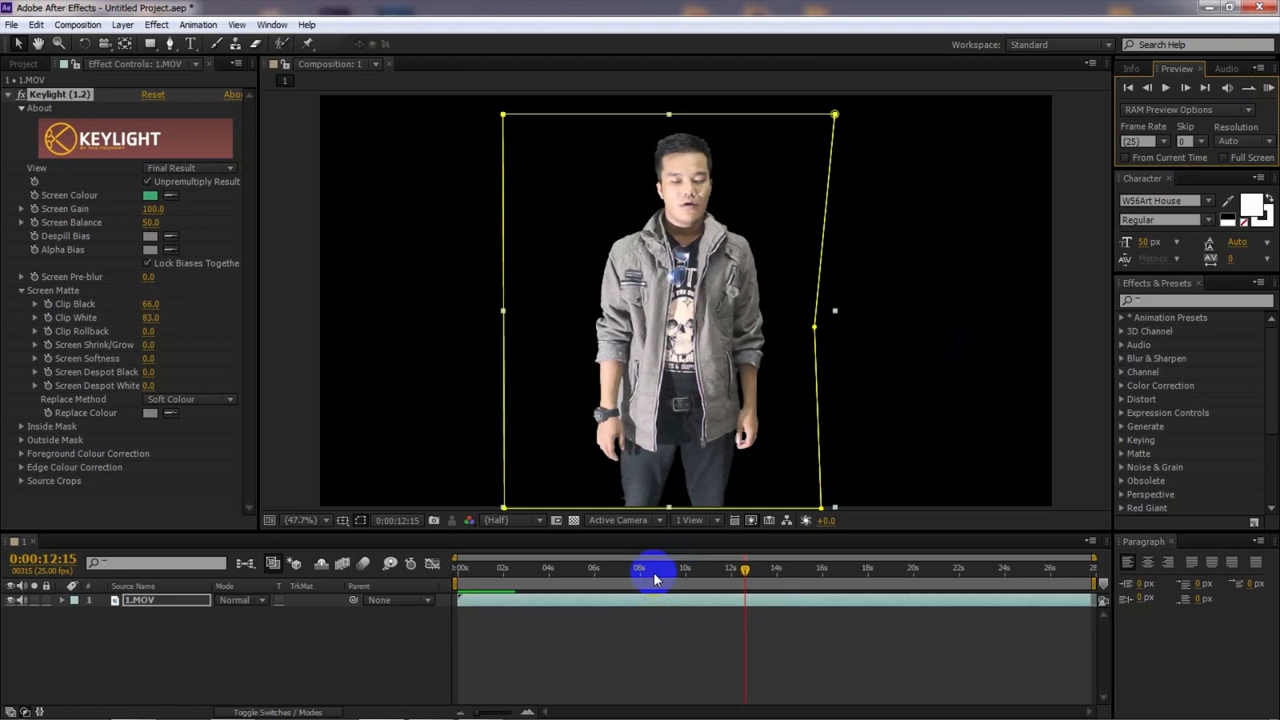 Adobe After Effects - Untitled Project.aep *
File Edit Composition Layer Effect Animation View Window Help
Workspace: Standard
Search Help
Project
Effect Controls: 1.MOV
1 • 1.MOV
fx Keylight (1.2) Reset Abou
About
KEYLIGHT
BY THE FOUNDRY
View Final Result
Unpremultiply Result
Screen Colour
Screen Gain 100.0
Screen Balance 50.0
Despill Bias
Alpha Bias
Lock Biases Togethe
Screen Pre-blur 0.0
Screen Matte
Clip Black 66.0
Clip White 83.0
Clip Rollback 0.0
Screen Shrink/Grow 0.0
Screen Softness 0.0
Screen Despot Black 0.0
Screen Despot White 0.0
Replace Method Soft Colour
Replace Colour
Inside Mask
Outside Mask
Foreground Colour Correction
Edge Colour Correction
Source Crops
Composition: 1
1
(47.7%) 0:00:12:15 (Half) Active Camera 1 View +0.0
Info Preview Audio
RAM Preview Options
Frame Rate Skip Resolution
(25) 0 Auto
From Current Time Full Screen
Character
W56Art House
Regular
50 px Auto
Metrics 0
Effects & Presets
* Animation Presets
3D Channel
Audio
Blur & Sharpen
Channel
Color Correction
Distort
Expression Controls
Generate
Keying
Matte
Noise & Grain
Obsolete
Perspective
Red Giant
Paragraph
0 px 0 px 0 px
0 px 0 px
1
0:00:12:15
00315 (25.00 fps)
:00s 02s 04s 06s 08s 10s 12s 14s 16s 18s 20s 22s 24s 26s 28
# Source Name Mode T TrkMat Parent
1 1.MOV Normal None
Toggle Switches / Modes